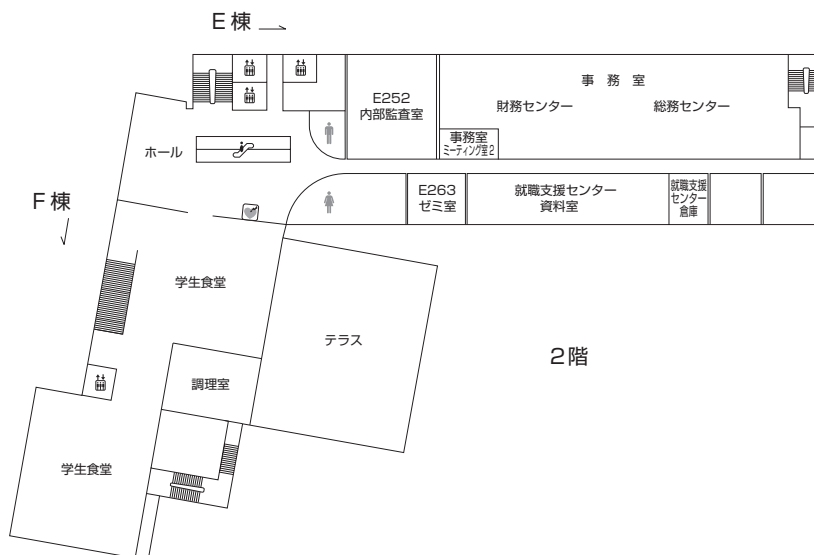 E棟
E252
内部監査室
事務室
財務センター
総務センター
事務室
ミーティング室2
ホール
F棟
E263
ゼミ室
就職支援センター
資料室
就職支援
センター
倉庫
学生食堂
テラス
2階
調理室
学生食堂